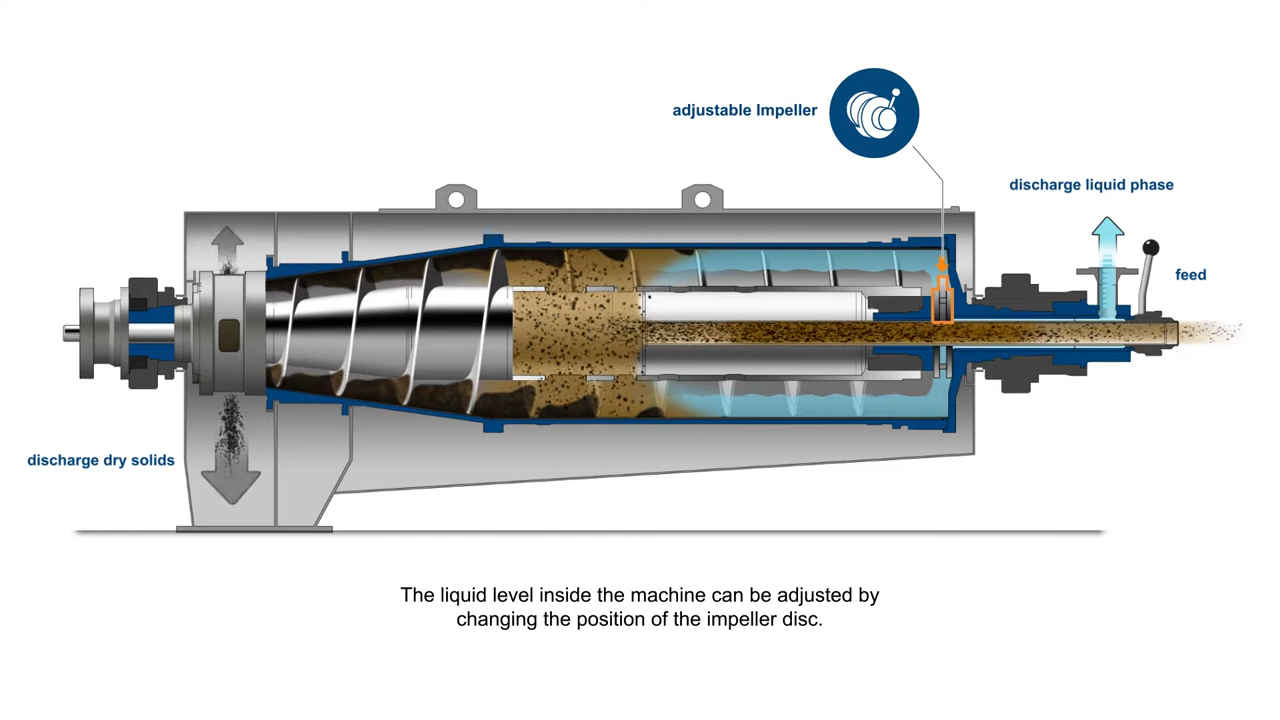 adjustable Impeller
discharge liquid phase
feed
discharge dry solids
The liquid level inside the machine can be adjusted by
changing the position of the impeller disc.